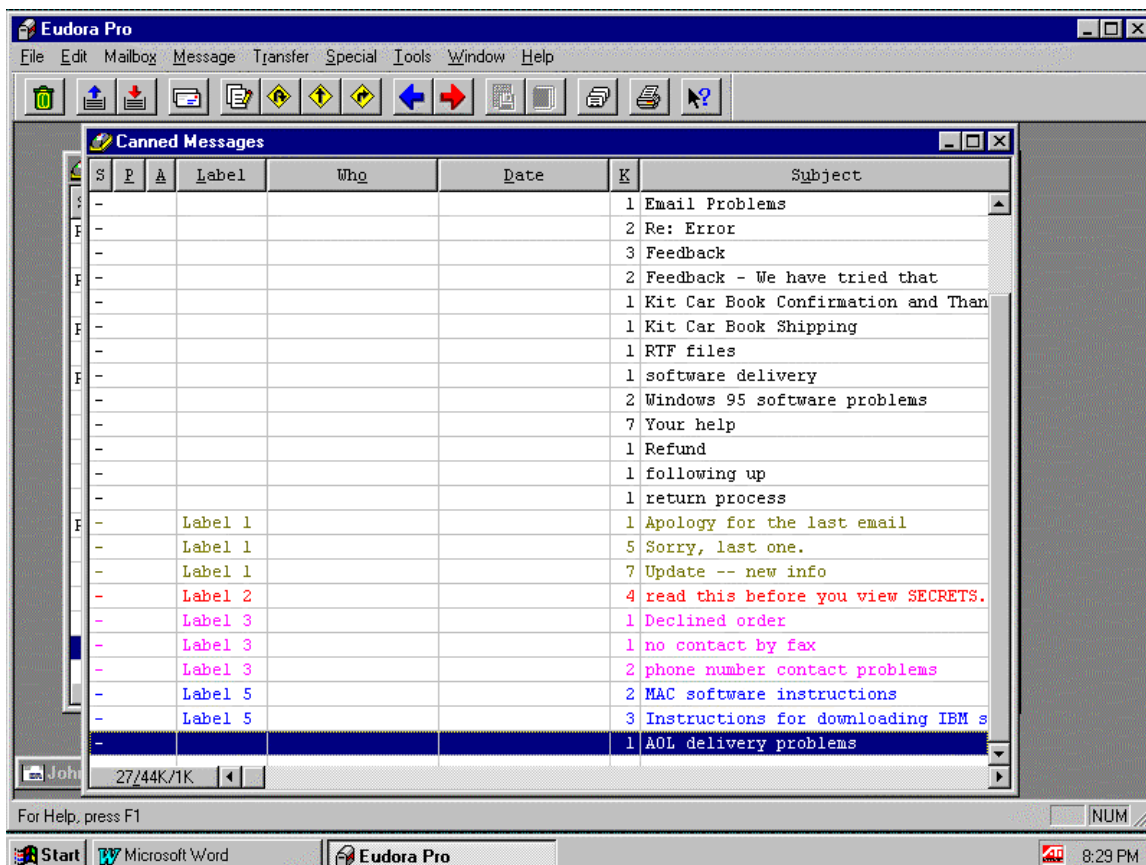 Eudora Pro
File Edit Mailbox Message Transfer Special Tools Window Help
Canned Messages
S P A Label Who Date K Subject
- 1 Email Problems
- 2 Re: Error
- 3 Feedback
- 2 Feedback - We have tried that
- 1 Kit Car Book Confirmation and Than
- 1 Kit Car Book Shipping
- 1 RTF files
- 1 software delivery
- 2 Windows 95 software problems
- 7 Your help
- 1 Refund
- 1 following up
- 1 return process
- Label 1 1 Apology for the last email
- Label 1 5 Sorry, last one.
- Label 1 7 Update -- new info
- Label 2 4 read this before you view SECRETS.
- Label 3 1 Declined order
- Label 3 1 no contact by fax
- Label 3 2 phone number contact problems
- Label 5 2 MAC software instructions
- Label 5 3 Instructions for downloading IBM s
- 1 AOL delivery problems
John
27/44K/1K
For Help, press F1 NUM
Start Microsoft Word Eudora Pro 8:29 PM